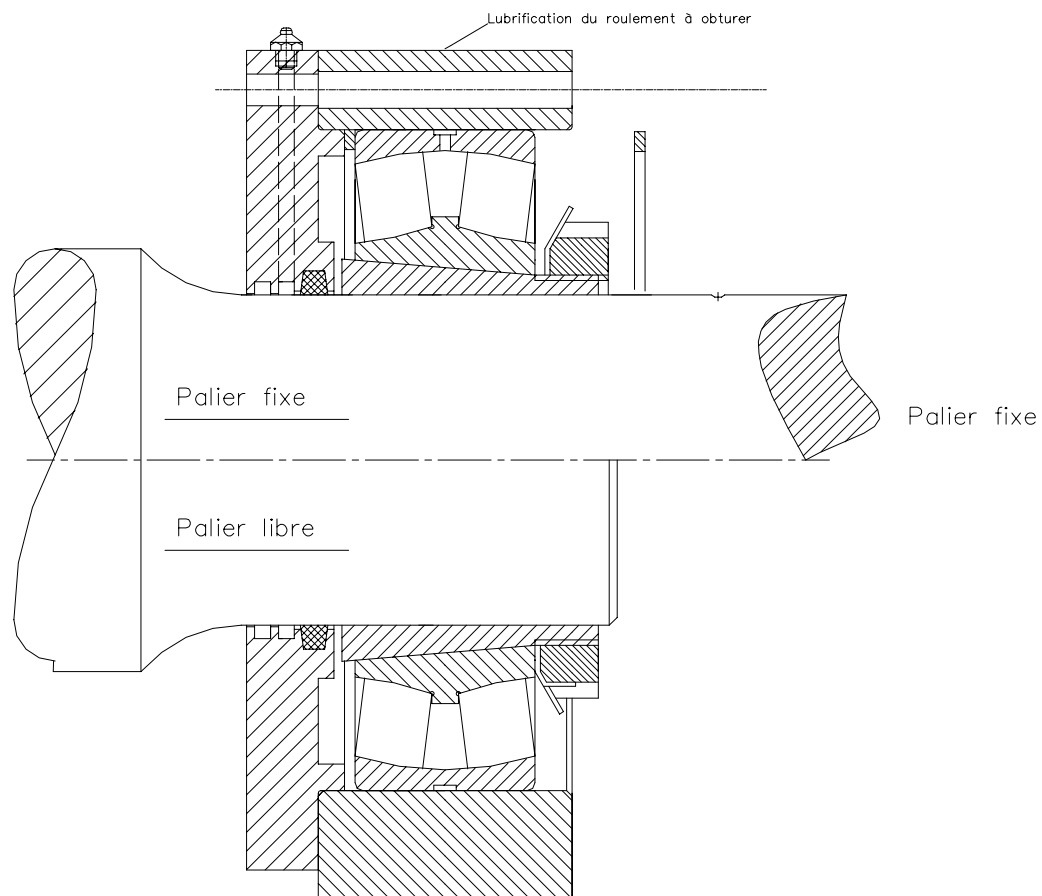 Lubrification du roulement à obturer
Palier fixe
Palier fixe
Palier libre